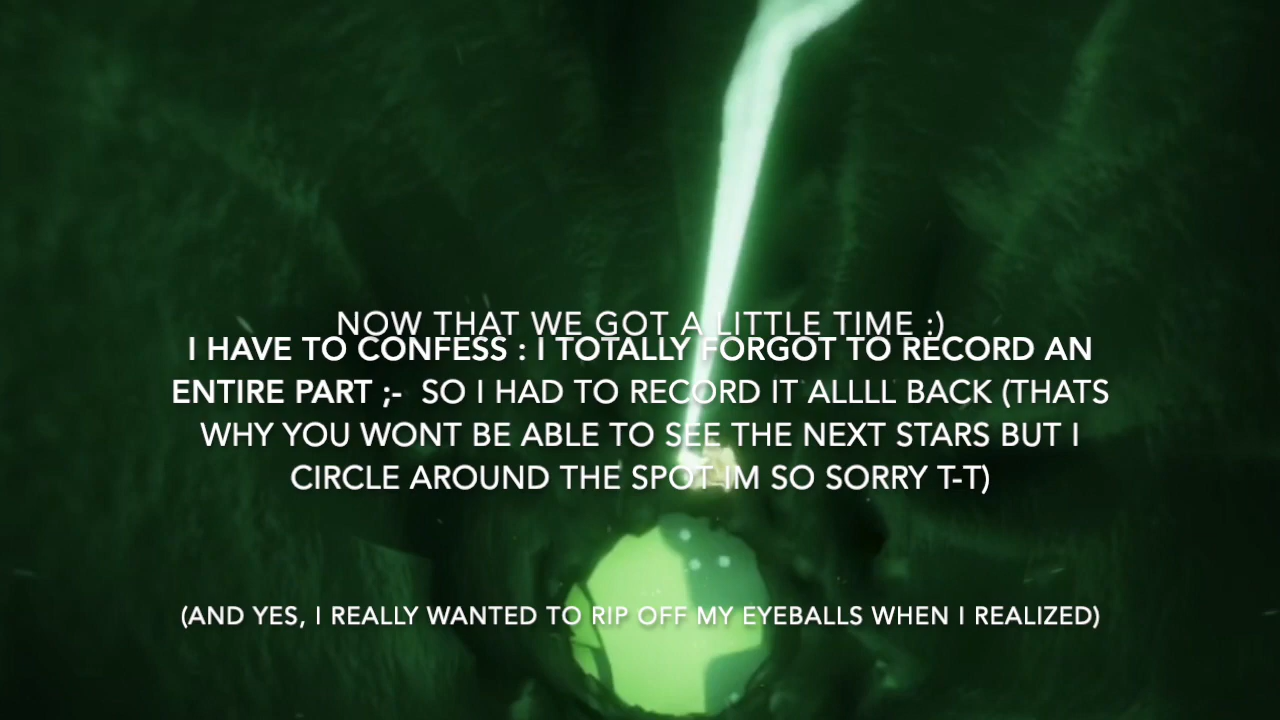 NOW THAT WE GOT A LITTLE TIME :)
I HAVE TO CONFESS : I TOTALLY FORGOT TO RECORD AN
ENTIRE PART ;-  SO I HAD TO RECORD IT ALLLL BACK (THATS
WHY YOU WONT BE ABLE TO SEE THE NEXT STARS BUT I
CIRCLE AROUND THE SPOT IM SO SORRY T-T)
(AND YES, I REALLY WANTED TO RIP OFF MY EYEBALLS WHEN I REALIZED)